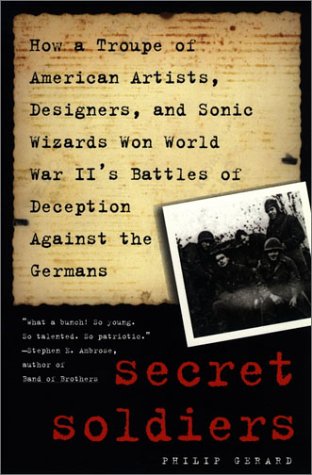 How a Troupe of
American Artists,
Designers, and Sonic
Wizards Won World
War II's Battles of
Deception
Against the
Germans
"What a bunch! So young.
So talented. So patriotic."
—Stephen E. Ambrose,
author of
Band of Brothers
secret
soldiers
PHILIP GERARD